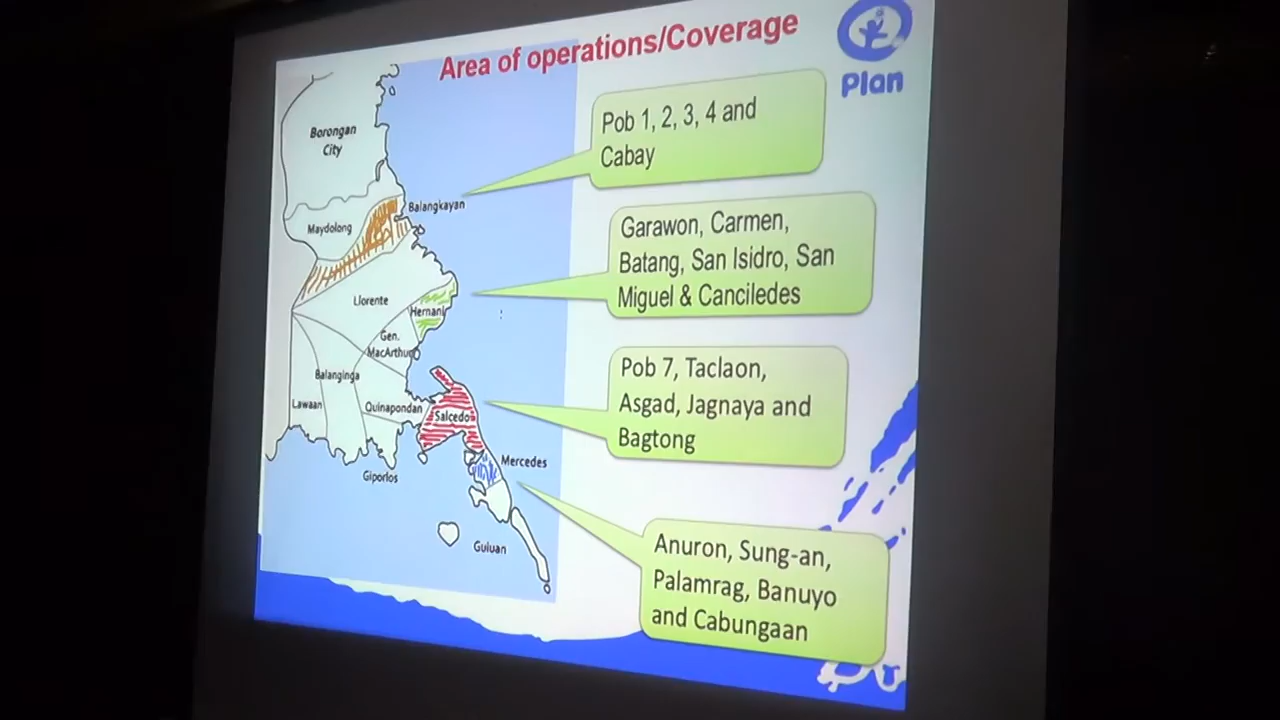 Area of operations/Coverage
Plan
Pob 1, 2, 3, 4 and
Cabay
Garawon, Carmen,
Batang, San Isidro, San
Miguel & Canciledes
Pob 7, Taclaon,
Asgad, Jagnaya and
Bagtong
Anuron, Sung-an,
Palamrag, Banuyo
and Cabungaan
Borongan
City
Balangkayan
Maydolong
Llorente
Hernani
Gen.
MacArthur
Balanginga
Lawaan
Quinapondan
Salcedo
Mercedes
Giporlos
Guiuan